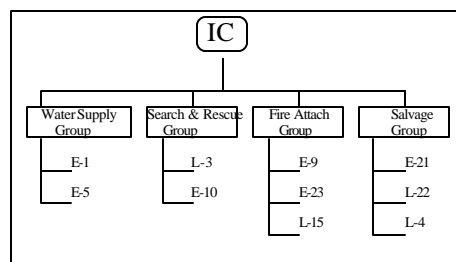 IC
Water Supply
Group
E-1
E-5
Search & Rescue
Group
L-3
E-10
Fire Attach
Group
E-9
E-23
L-15
Salvage
Group
E-21
L-22
L-4